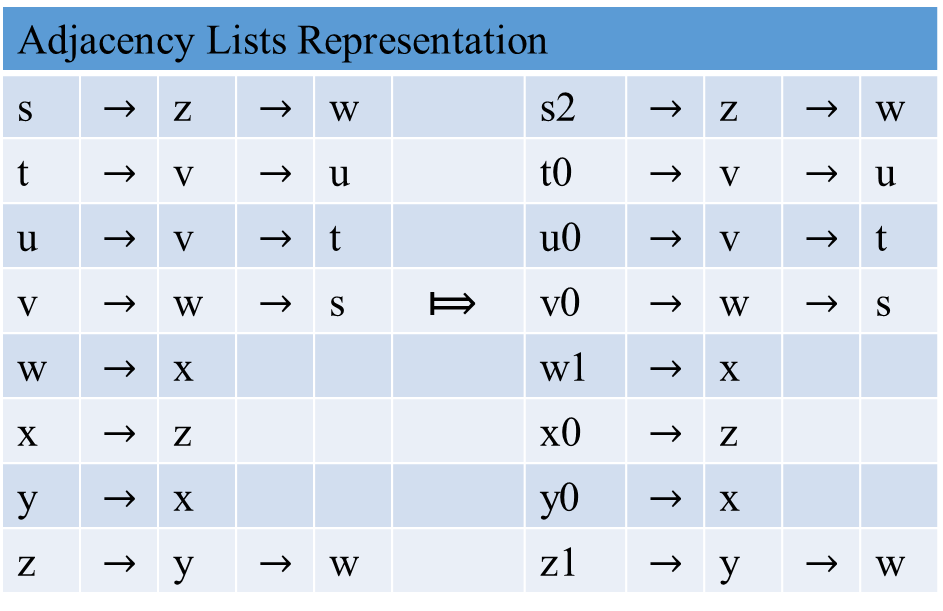 Adjacency Lists Representation
s → z → w s2 → z → w
t → v → u t0 → v → u
u → v → t u0 → v → t
v → w → s ⤇ v0 → w → s
w → x w1 → x
x → z x0 → z
y → x y0 → x
z → y → w z1 → y → w